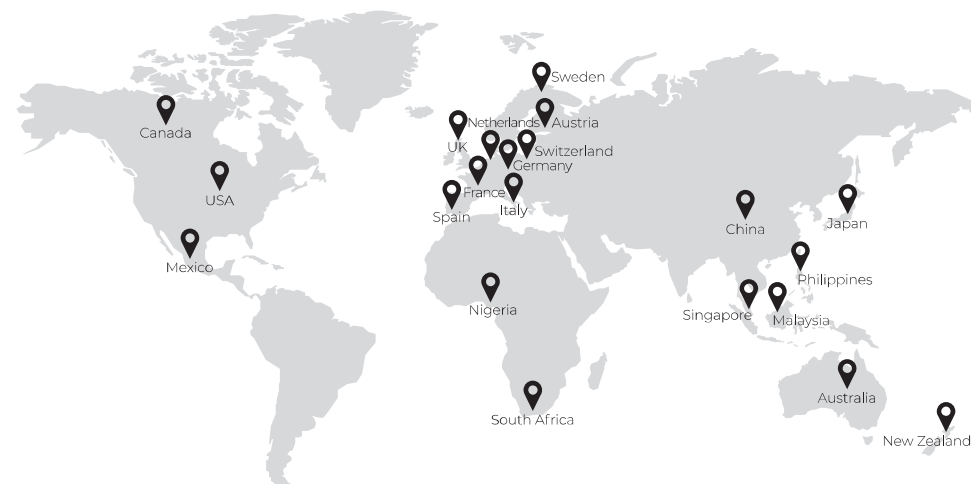 Sweden
Netherlands
Austria
Canada
UK
Switzerland
Germany
France
USA
Italy
Spain
China
Japan
Mexico
Philippines
Nigeria
Singapore
Malaysia
Australia
South Africa
New Zealand